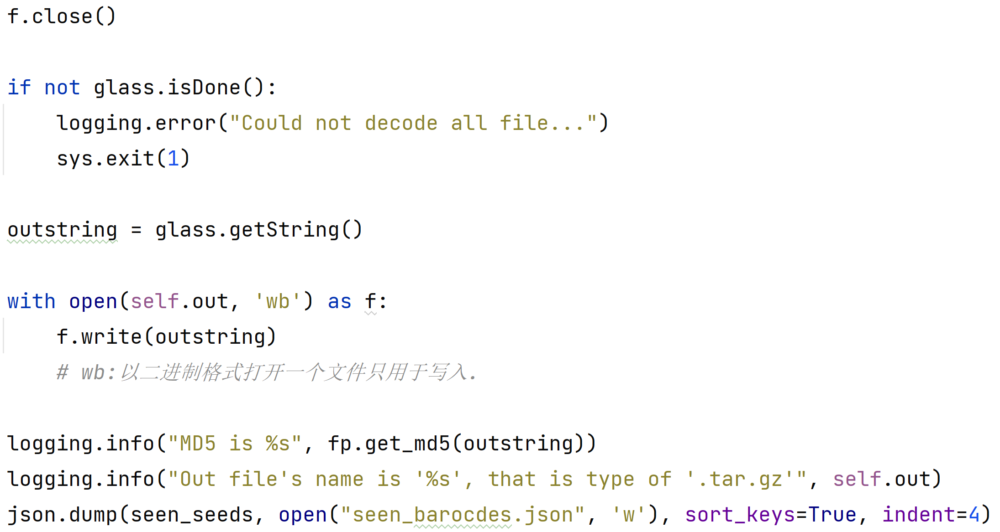 f.close()
if not glass.isDone():
    logging.error("Could not decode all file...")
    sys.exit(1)
outstring = glass.getString()
with open(self.out, 'wb') as f:
    f.write(outstring)
    # wb:以二进制格式打开一个文件只用于写入.
logging.info("MD5 is %s", fp.get_md5(outstring))
logging.info("Out file's name is '%s', that is type of '.tar.gz'", self.out)
json.dump(seen_seeds, open("seen_barocdes.json", 'w'), sort_keys=True, indent=4)